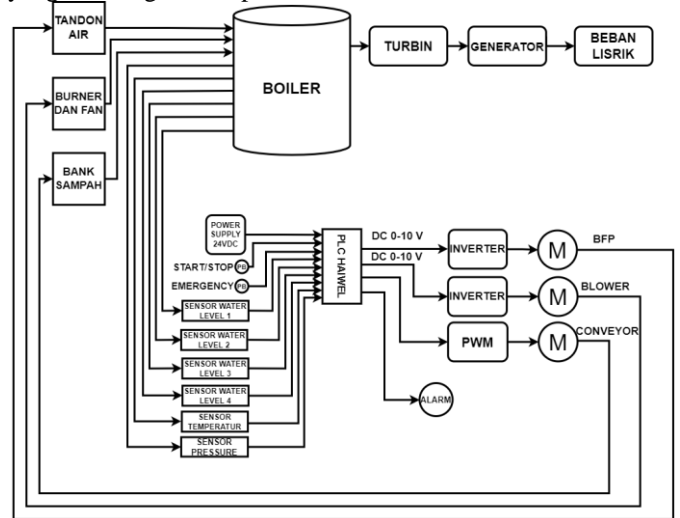 TANDON
AIR
BURNER
DAN FAN
BANK
SAMPAH
BOILER
TURBIN
GENERATOR
BEBAN
LISRIK
POWER
SUPPLY
24VDC
START/STOP
PB
EMERGENCY
PB
SENSOR WATER
LEVEL 1
SENSOR WATER
LEVEL 2
SENSOR WATER
LEVEL 3
SENSOR WATER
LEVEL 4
SENSOR
TEMPERATUR
SENSOR
PRESSURE
PLC HAIWEL
DC 0-10 V
DC 0-10 V
INVERTER
M
BFP
INVERTER
M
BLOWER
PWM
M
CONVEYOR
ALARM